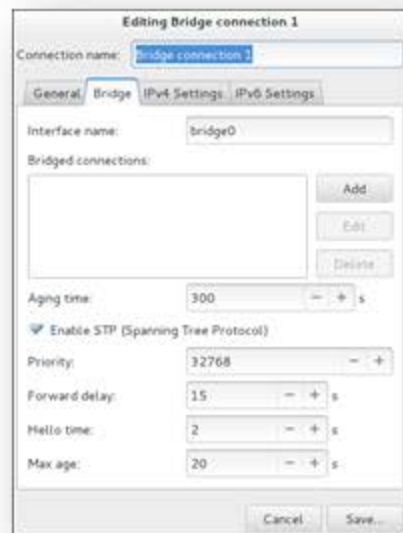 Editing Bridge connection 1
Connection name: Bridge connection 1
General Bridge IPv4 Settings IPv6 Settings
Interface name: bridge0
Bridged connections:
Add
Edit
Delete
Aging time: 300 - + s
Enable STP (Spanning Tree Protocol)
Priority: 32768 - +
Forward delay: 15 - + s
Hello time: 2 - + s
Max age: 20 - + s
Cancel Save...